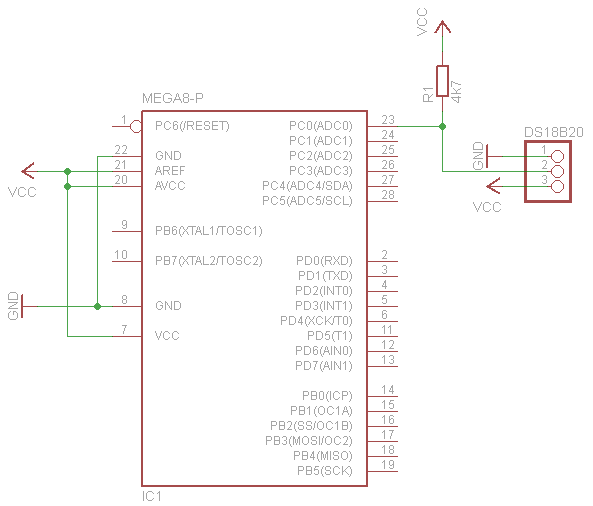 VCC
R1
4k7
MEGA8-P
DS18B20
1
PC6(/RESET)
PC0(ADC0)
23
PC1(ADC1)
24
22
GND
PC2(ADC2)
25
GND
1
21
AREF
PC3(ADC3)
26
2
VCC
20
AVCC
PC4(ADC4/SDA)
27
3
VCC
PC5(ADC5/SCL)
28
9
PB6(XTAL1/TOSC1)
10
PB7(XTAL2/TOSC2)
PD0(RXD)
2
PD1(TXD)
3
PD2(INT0)
4
GND
8
GND
PD3(INT1)
5
PD4(XCK/T0)
6
7
VCC
PD5(T1)
11
PD6(AIN0)
12
PD7(AIN1)
13
PB0(ICP)
14
PB1(OC1A)
15
PB2(SS/OC1B)
16
PB3(MOSI/OC2)
17
PB4(MISO)
18
PB5(SCK)
19
IC1